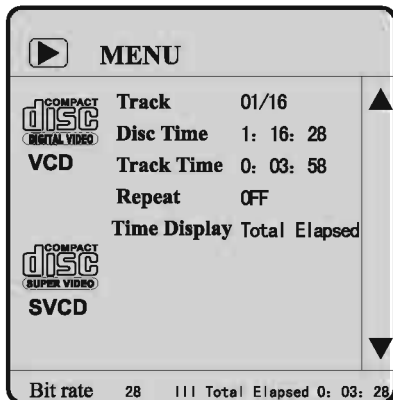 MENU
COMPACT
disc
DIGITAL VIDEO
VCD
Track 01/16
Disc Time 1: 16: 28
Track Time 0: 03: 58
Repeat OFF
Time Display Total Elapsed
COMPACT
disc
SUPER VIDEO
SVCD
Bit rate 28 III Total Elapsed 0: 03: 28